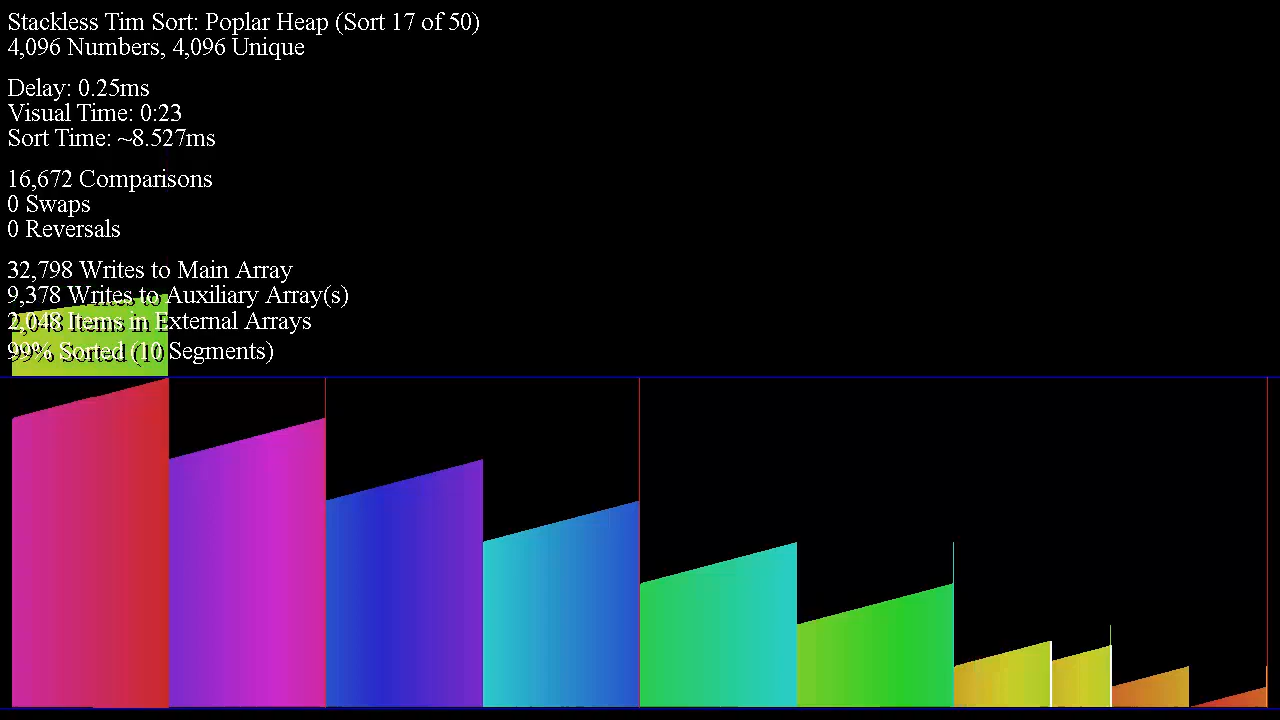 Stackless Tim Sort: Poplar Heap (Sort 17 of 50)
4,096 Numbers, 4,096 Unique
Delay: 0.25ms
Visual Time: 0:23
Sort Time: ~8.527ms
16,672 Comparisons
0 Swaps
0 Reversals
32,798 Writes to Main Array
9,378 Writes to Auxiliary Array(s)
2,048 Items in External Arrays
99% Sorted (10 Segments)